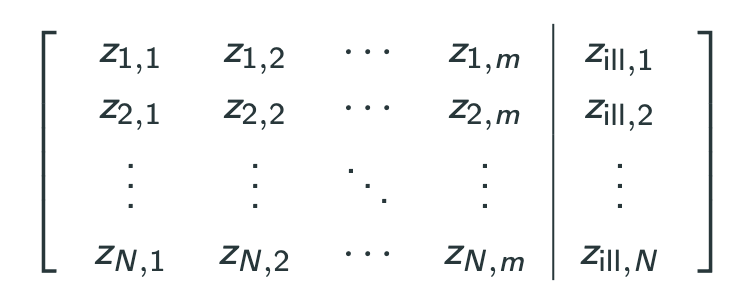 z1,1 z1,2 ⋯ z1,m zill,1
z2,1 z2,2 ⋯ z2,m zill,2
⋮ ⋮ ⋱ ⋮ ⋮
zN,1 zN,2 ⋯ zN,m zill,N